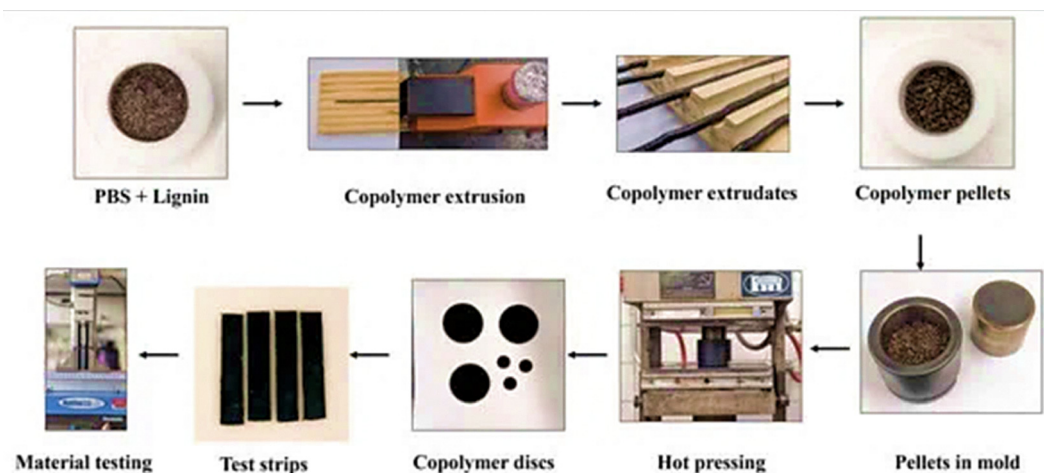 PBS + Lignin
Copolymer extrusion
Copolymer extrudates
Copolymer pellets
Material testing
Test strips
Copolymer discs
Hot pressing
Pellets in mold